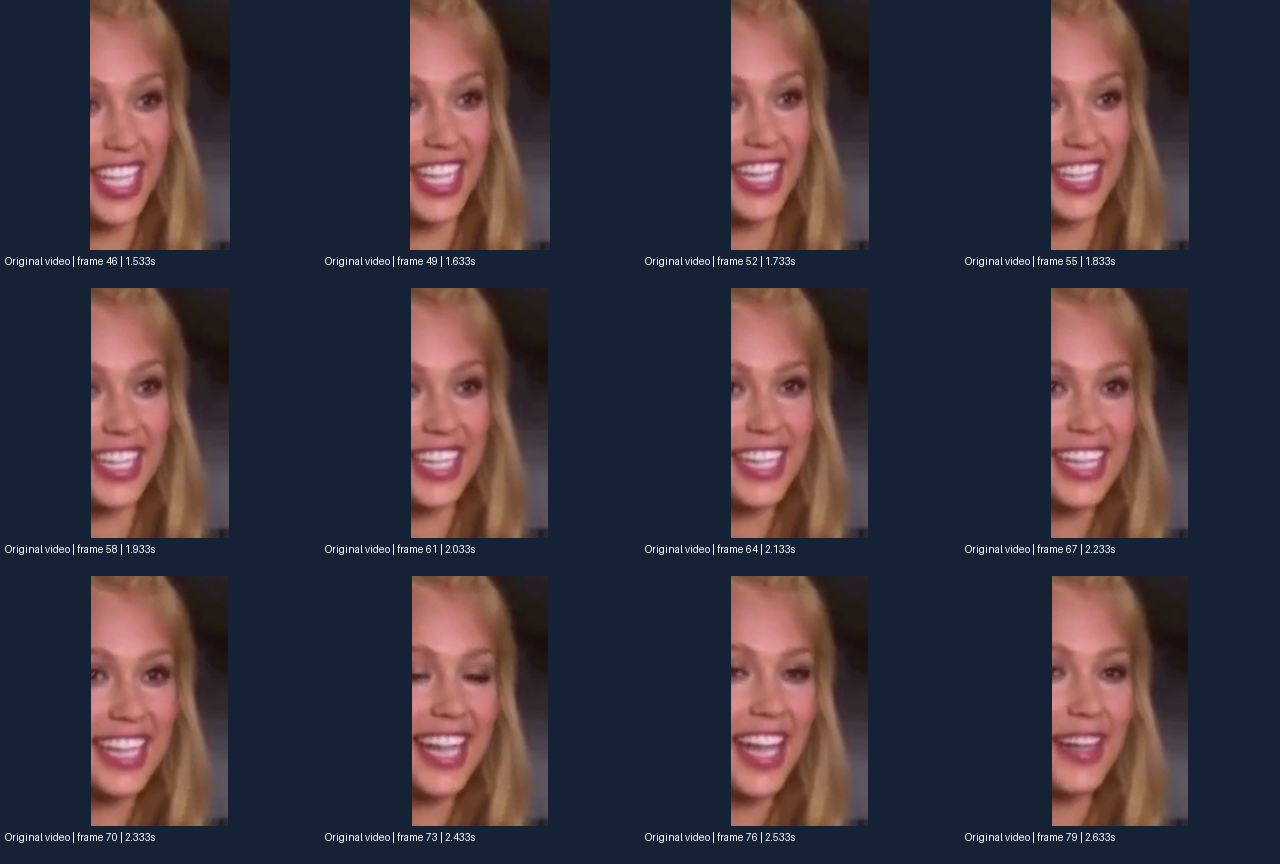 Original video | frame 46 | 1.533s
Original video | frame 49 | 1.633s
Original video | frame 52 | 1.733s
Original video | frame 55 | 1.833s
Original video | frame 58 | 1.933s
Original video | frame 61 | 2.033s
Original video | frame 64 | 2.133s
Original video | frame 67 | 2.233s
Original video | frame 70 | 2.333s
Original video | frame 73 | 2.433s
Original video | frame 76 | 2.533s
Original video | frame 79 | 2.633s